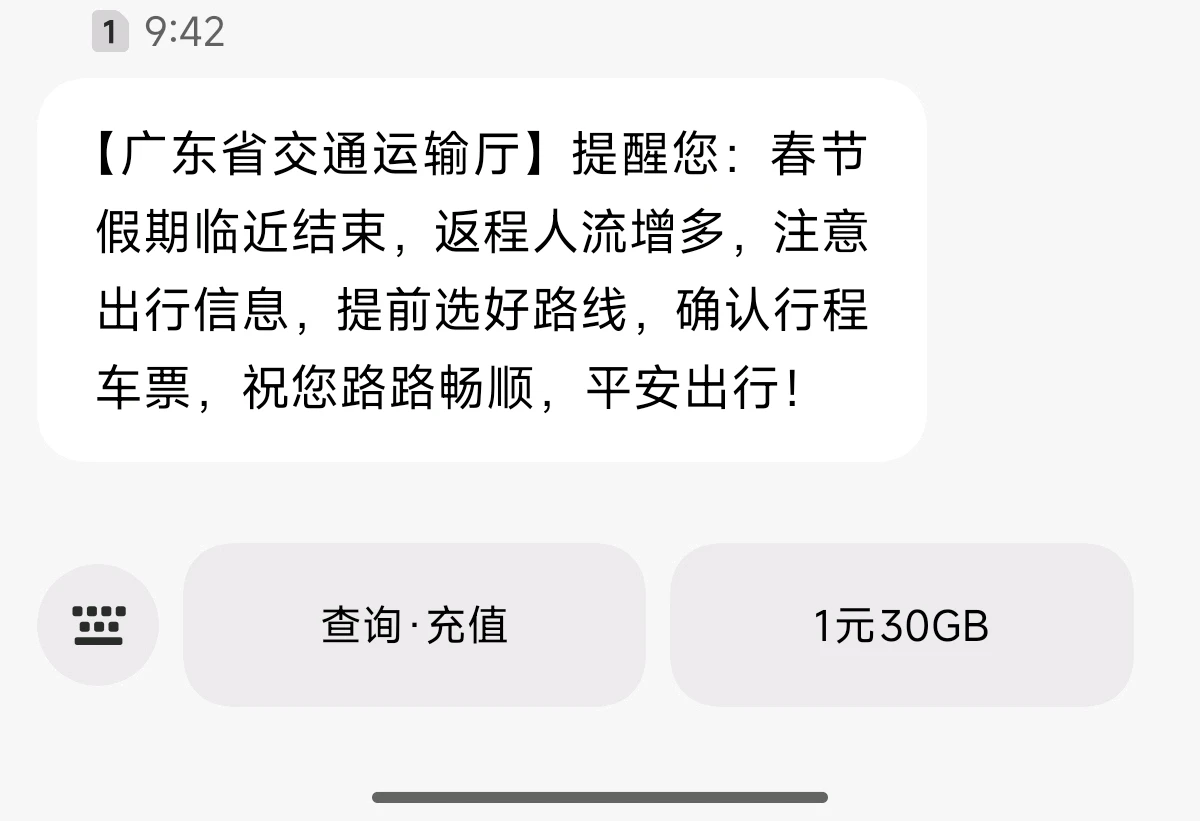 1 9:42
【广东省交通运输厅】提醒您：春节
假期临近结束，返程人流增多，注意
出行信息，提前选好路线，确认行程
车票，祝您路路畅顺，平安出行！
查询·充值
1元30GB